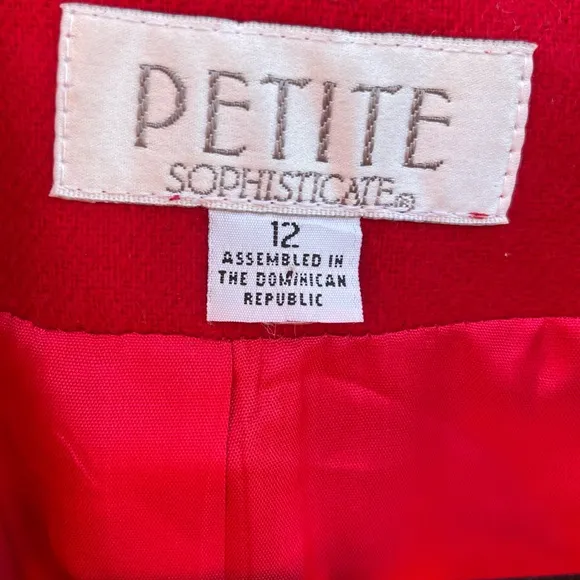 PETITE
SOPHISTICATE®
12
ASSEMBLED IN
THE DOMINICAN
REPUBLIC